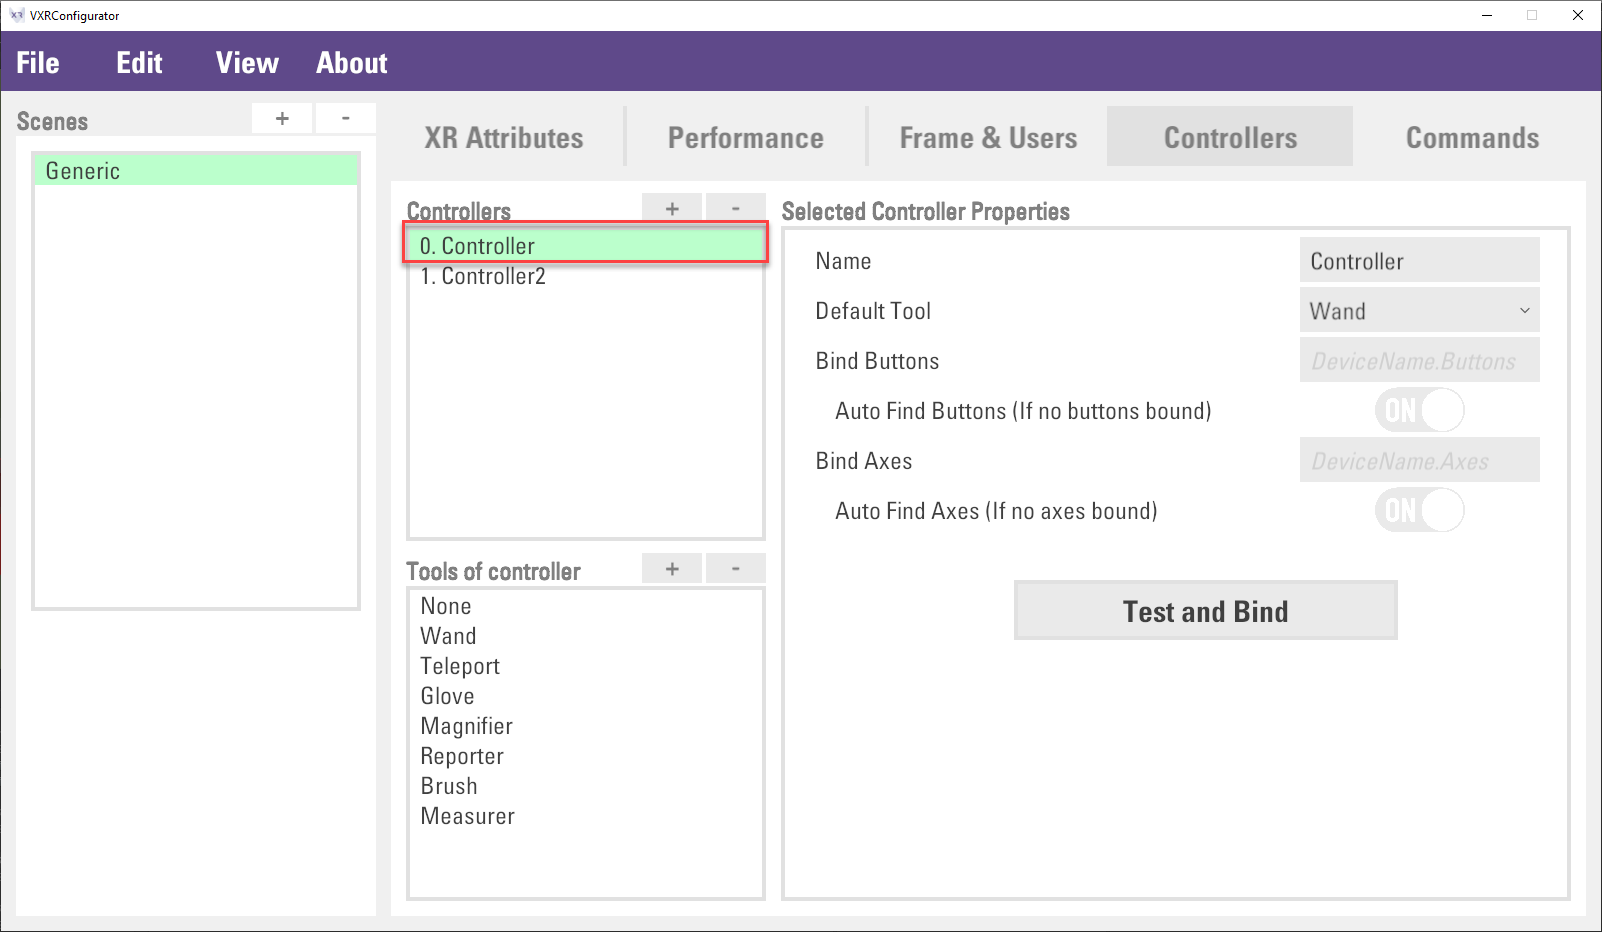 VXRConfigurator
File Edit View About
Scenes + -
Generic
XR Attributes Performance Frame & Users Controllers Commands
Controllers + -
0. Controller
1. Controller2
Tools of controller + -
None
Wand
Teleport
Glove
Magnifier
Reporter
Brush
Measurer
Selected Controller Properties
Name Controller
Default Tool Wand
Bind Buttons DeviceName.Buttons
Auto Find Buttons (If no buttons bound) ON
Bind Axes DeviceName.Axes
Auto Find Axes (If no axes bound) ON
Test and Bind